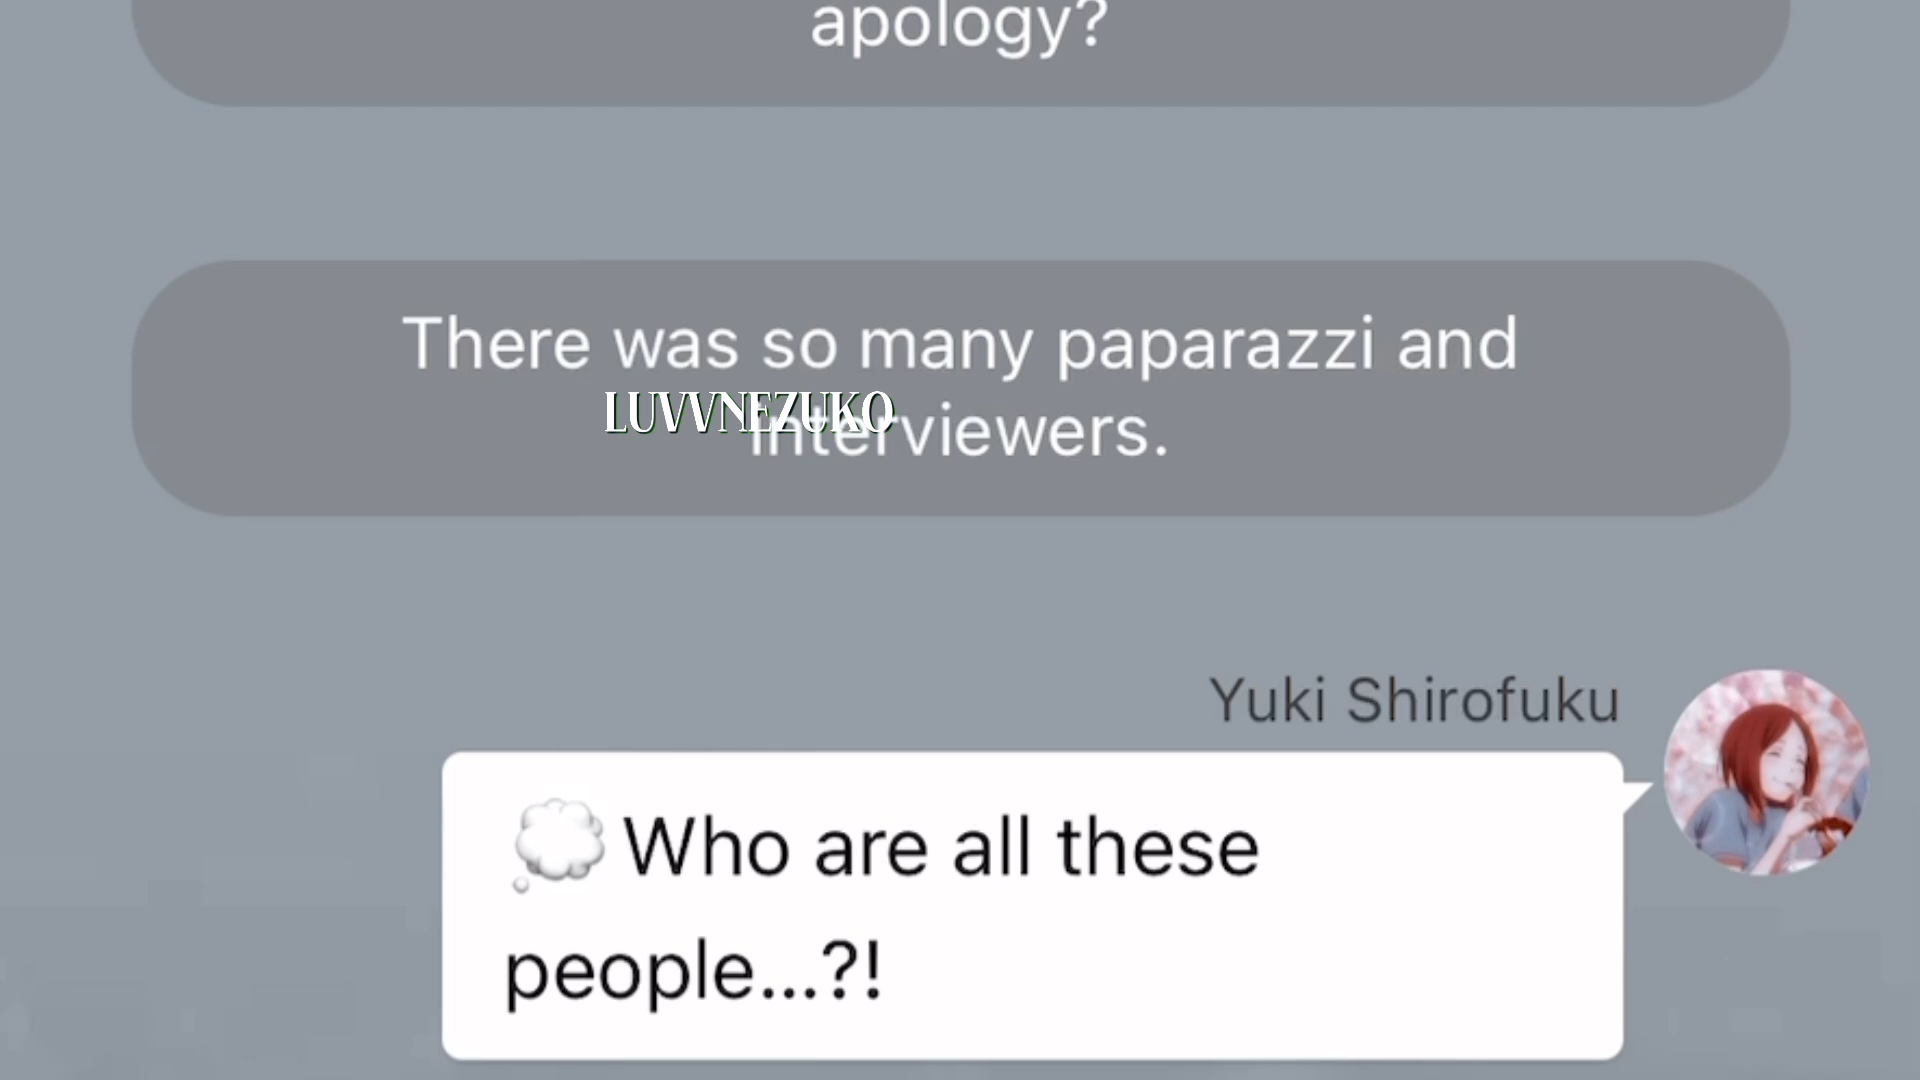 apology?
There was so many paparazzi and
interviewers.
LUVVNEZUKO
Yuki Shirofuku
💭Who are all these
people...?!